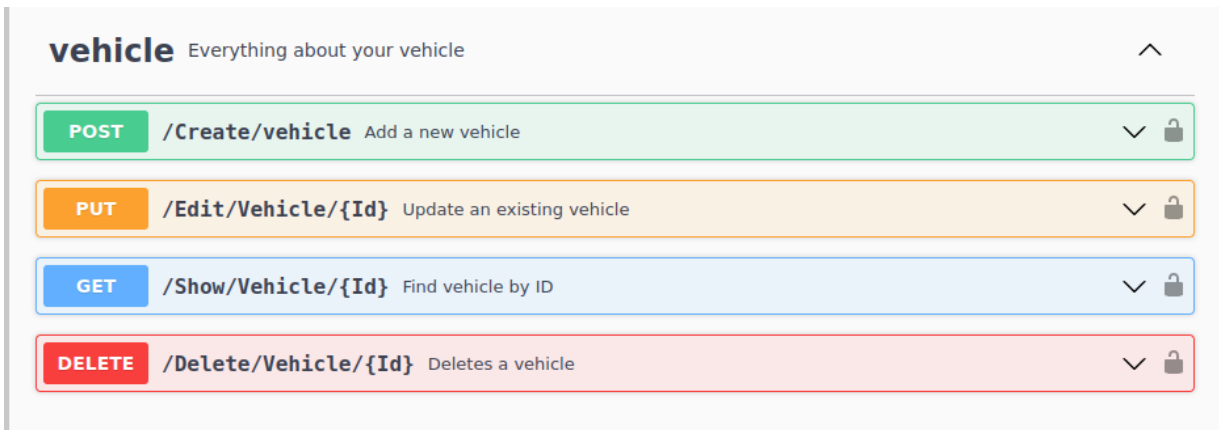 vehicle Everything about your vehicle
POST /Create/vehicle Add a new vehicle
PUT /Edit/Vehicle/{Id} Update an existing vehicle
GET /Show/Vehicle/{Id} Find vehicle by ID
DELETE /Delete/Vehicle/{Id} Deletes a vehicle